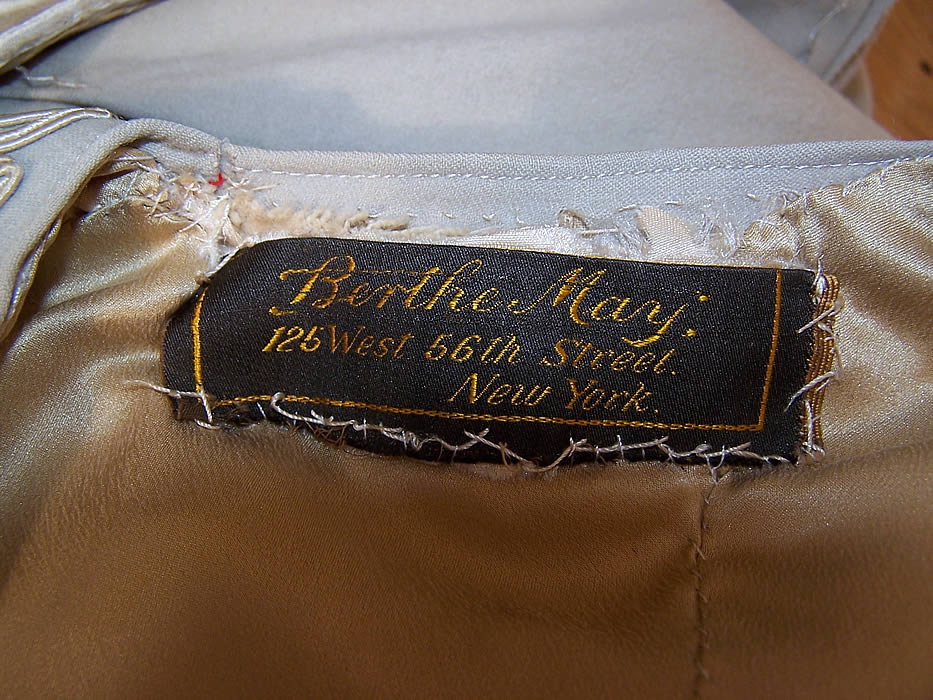 Berthe May:
125 West 56th Street.
New York.